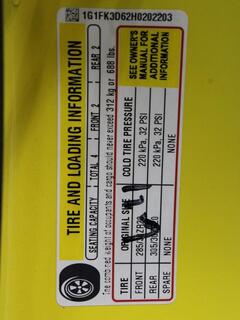 1G1FK3D62H0202203
TIRE AND LOADING INFORMATION
SEATING CAPACITY TOTAL 4 FRONT 2 REAR 2
The combined weight of occupants and cargo should never exceed 312 kg or 688 lbs.
TIRE ORIGINAL SIZE COLD TIRE PRESSURE
FRONT 220 kPa, 32 PSI
REAR 220 kPa, 32 PSI
SPARE NONE NONE
SEE OWNER'S
MANUAL FOR
ADDITIONAL
INFORMATION